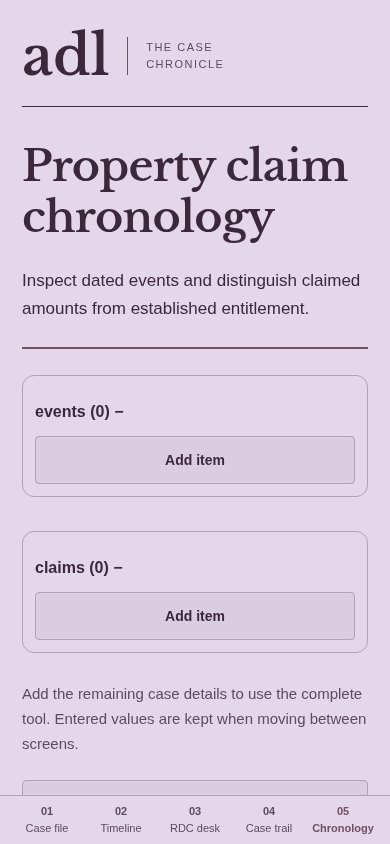 adl
THE CASE
CHRONICLE
Property claim
chronology
Inspect dated events and distinguish claimed
amounts from established entitlement.
events (0) –
Add item
claims (0) –
Add item
Add the remaining case details to use the complete
tool. Entered values are kept when moving between
screens.
01 02 03 04 05
Case file Timeline RDC desk Case trail Chronology